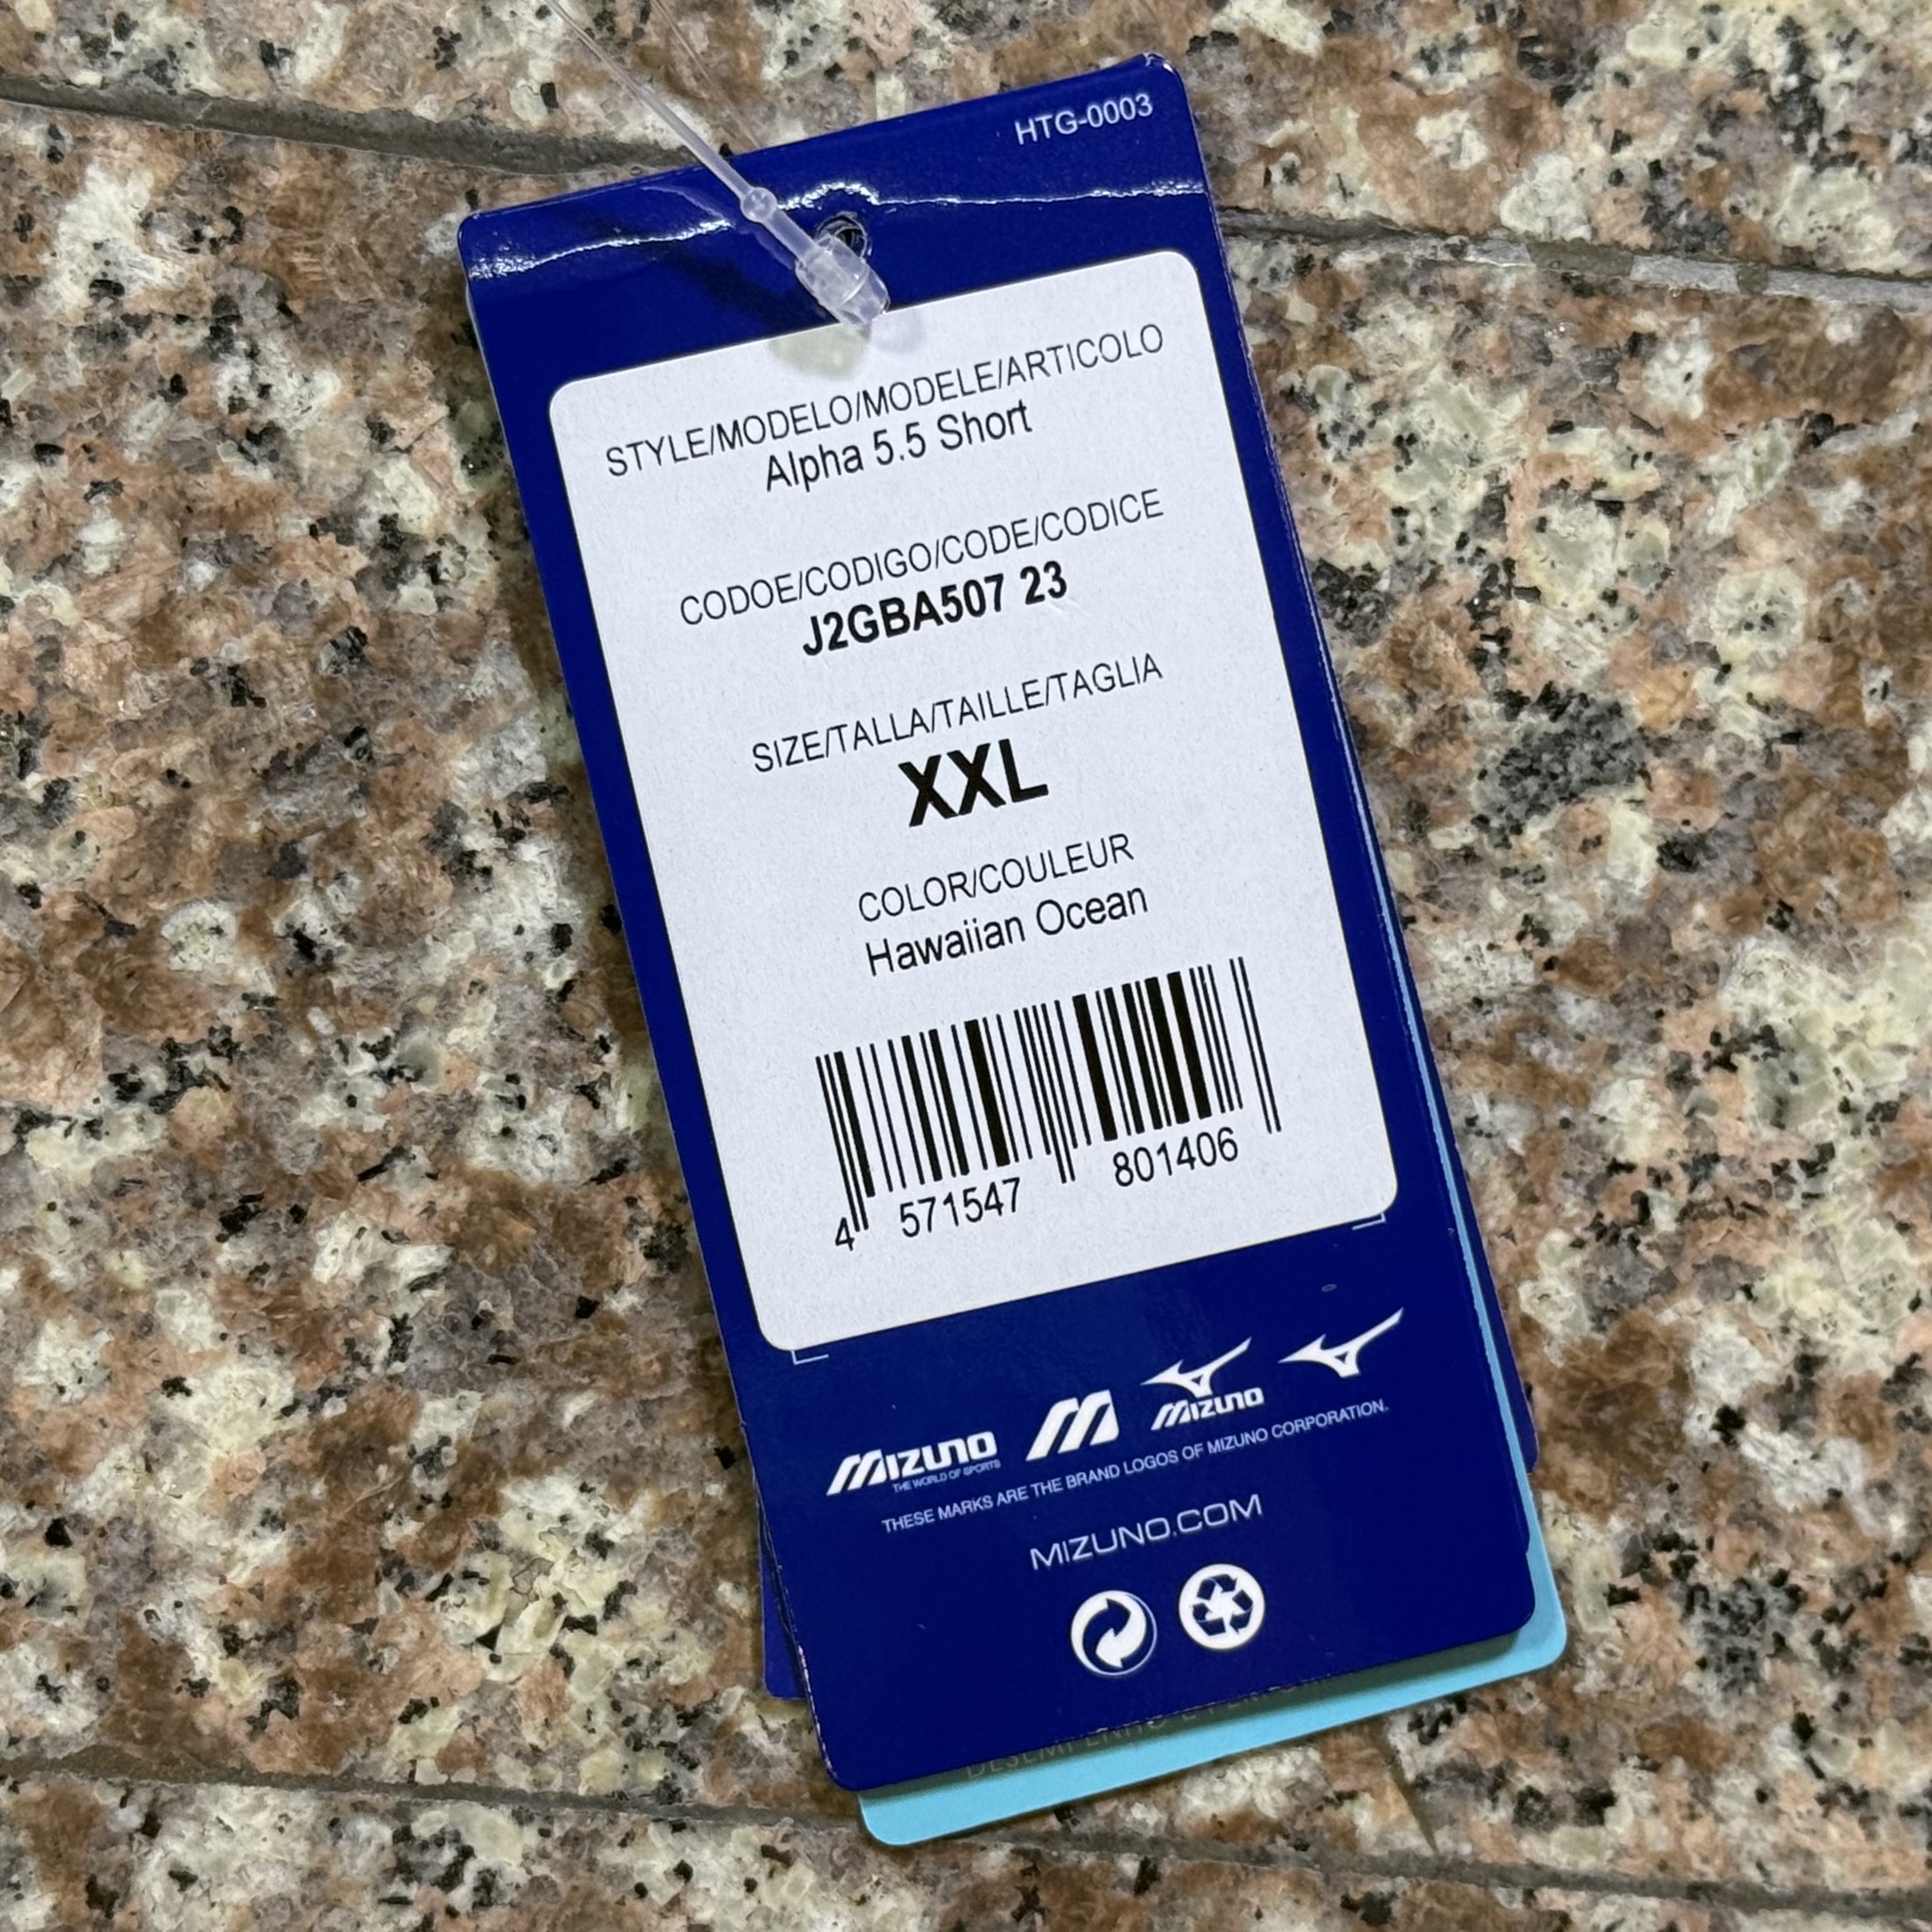 HTG-0003
STYLE/MODELO/MODELE/ARTICOLO
Alpha 5.5 Short
CODOE/CODIGO/CODE/CODICE
J2GBA507 23
SIZE/TALLA/TAILLE/TAGLIA
XXL
COLOR/COULEUR
Hawaiian Ocean
4 571547 801406
MIZUNO MIZUNO
THE WORLD OF SPORTS
THESE MARKS ARE THE BRAND LOGOS OF MIZUNO CORPORATION.
MIZUNO.COM